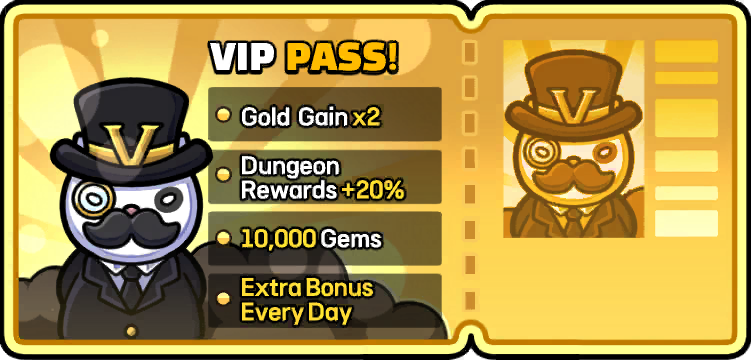 VIP PASS!
V
Gold Gain x2
Dungeon
Rewards +20%
10,000 Gems
Extra Bonus
Every Day
V